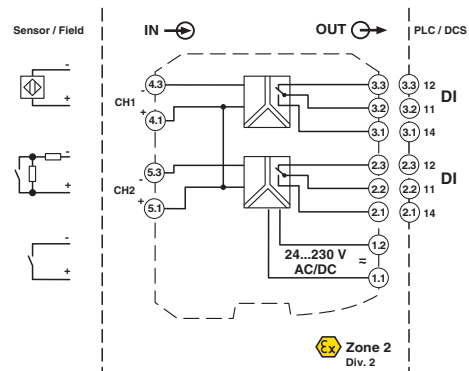 Sensor / Field
IN
OUT
PLC / DCS
-
+
CH1
-
4.3
+
4.1
3.3
3.2
3.1
3.3 12
3.2 11
3.1 14
DI
-
+
CH2
-
5.3
+
5.1
2.3
2.2
2.1
2.3 12
2.2 11
2.1 14
DI
-
+
24...230 V
AC/DC
≈
1.2
1.1
Ex Zone 2
Div. 2